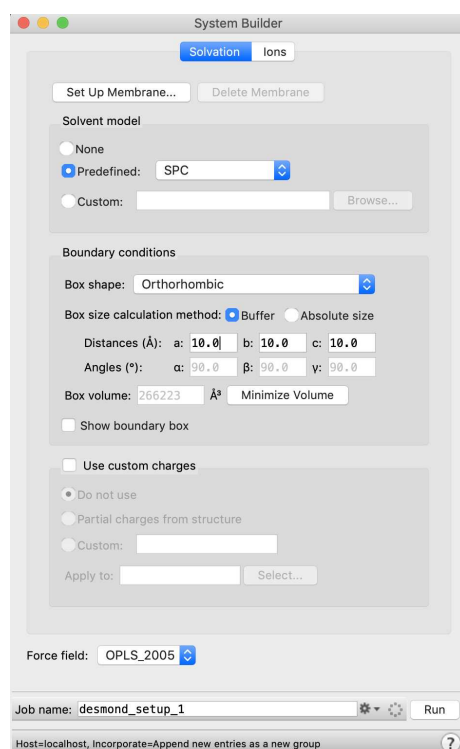 System Builder
Solvation Ions
Set Up Membrane... Delete Membrane
Solvent model
None
Predefined: SPC
Custom: Browse...
Boundary conditions
Box shape: Orthorhombic
Box size calculation method: Buffer Absolute size
Distances (Å): a: 10.0 b: 10.0 c: 10.0
Angles (°): α: 90.0 β: 90.0 γ: 90.0
Box volume: 266223 Å³ Minimize Volume
Show boundary box
Use custom charges
Do not use
Partial charges from structure
Custom:
Apply to: Select...
Force field: OPLS_2005
Job name: desmond_setup_1 Run
Host=localhost, Incorporate=Append new entries as a new group ?